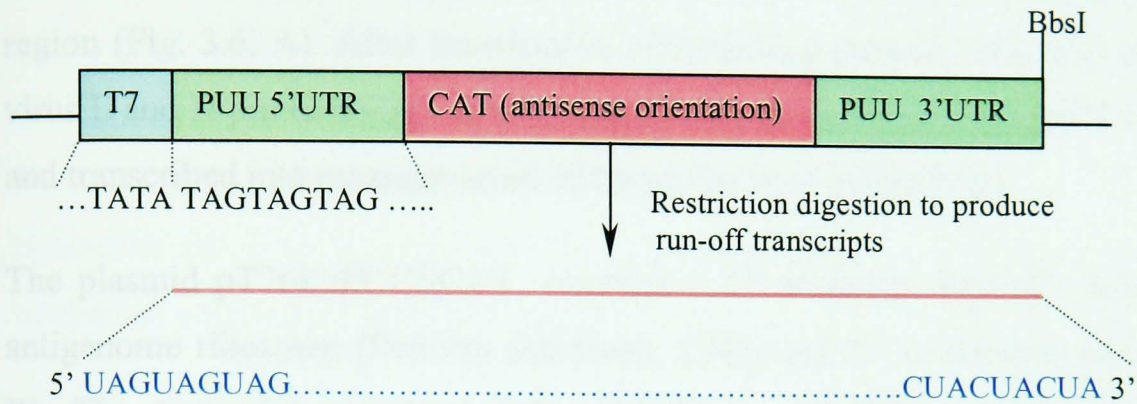 BbsI
T7 PUU 5'UTR CAT (antisense orientation) PUU 3'UTR
...TATA TAGTAGTAG .....
Restriction digestion to produce
run-off transcripts
5' UAGUAGUAG.......................................................CUACUACUA 3'